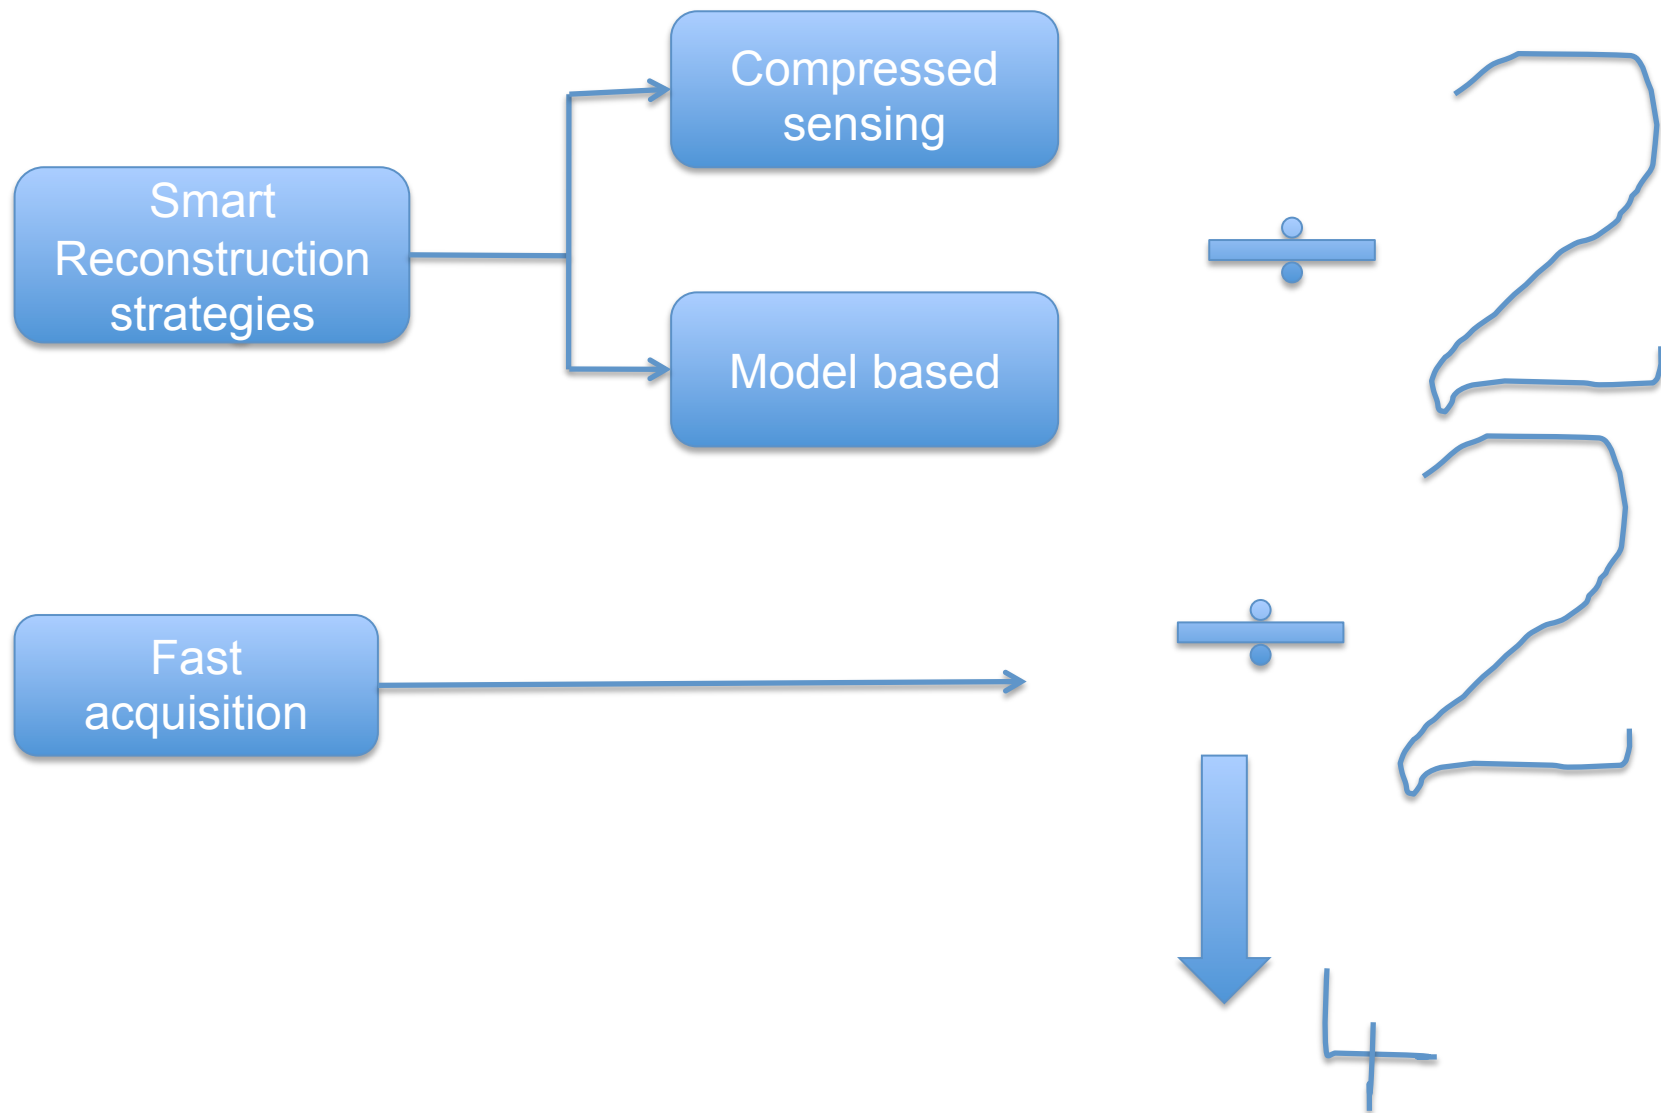 Compressed
sensing
Smart
Reconstruction
strategies
÷ 2
Model based
Fast
acquisition
÷ 2
4